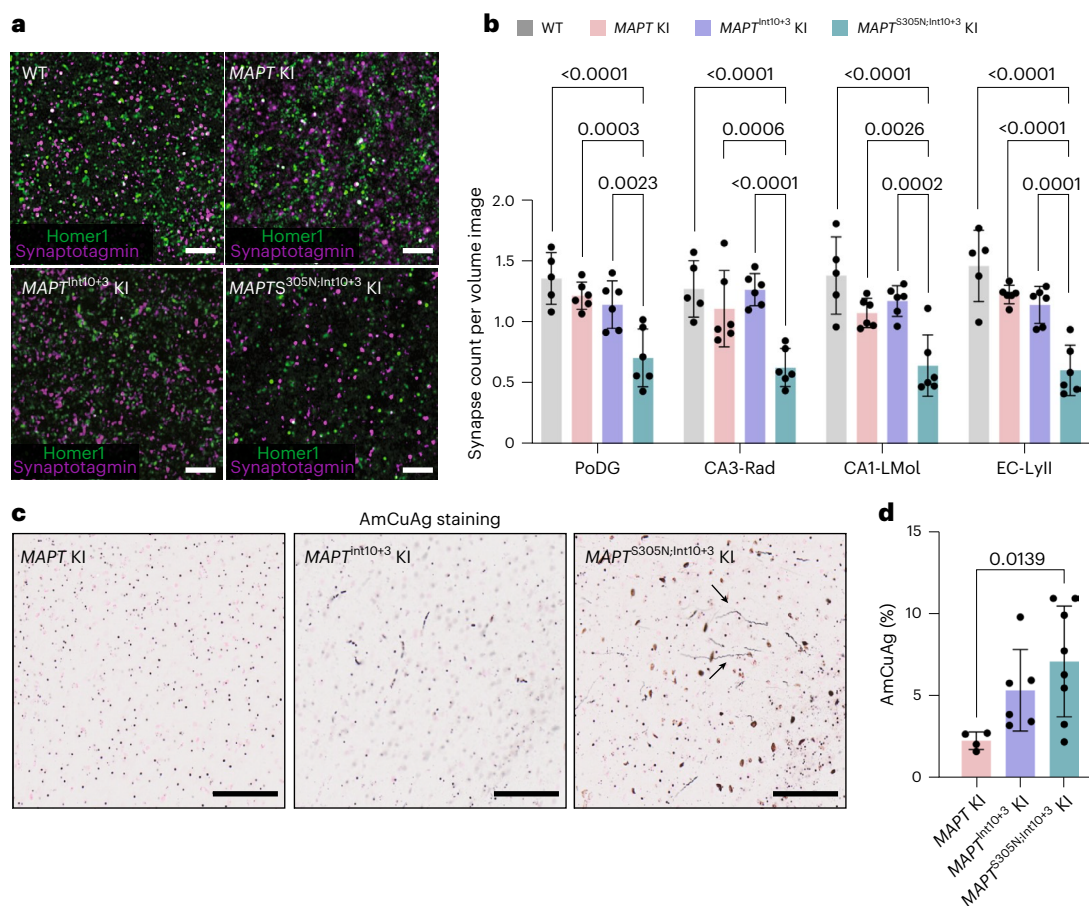 a
WT
MAPT KI
Homer1
Synaptotagmin
Homer1
Synaptotagmin
MAPT^Int10+3 KI
MAPTS^305N;Int10+3 KI
Homer1
Synaptotagmin
Homer1
Synaptotagmin
b
WT
MAPT KI
MAPT^Int10+3 KI
MAPT^S305N;Int10+3 KI
<0.0001
<0.0001
<0.0001
<0.0001
0.0003
0.0006
0.0026
<0.0001
0.0023
<0.0001
0.0002
0.0001
Synapse count per volume image
2.0
1.5
1.0
0.5
0
PoDG
CA3-Rad
CA1-LMol
EC-LyII
c
AmCuAg staining
MAPT KI
MAPT^Int10+3 KI
MAPT^S305N;Int10+3 KI
d
AmCuAg (%)
15
10
5
0
0.0139
MAPT KI
MAPT^Int10+3 KI
MAPT^S305N;Int10+3 KI